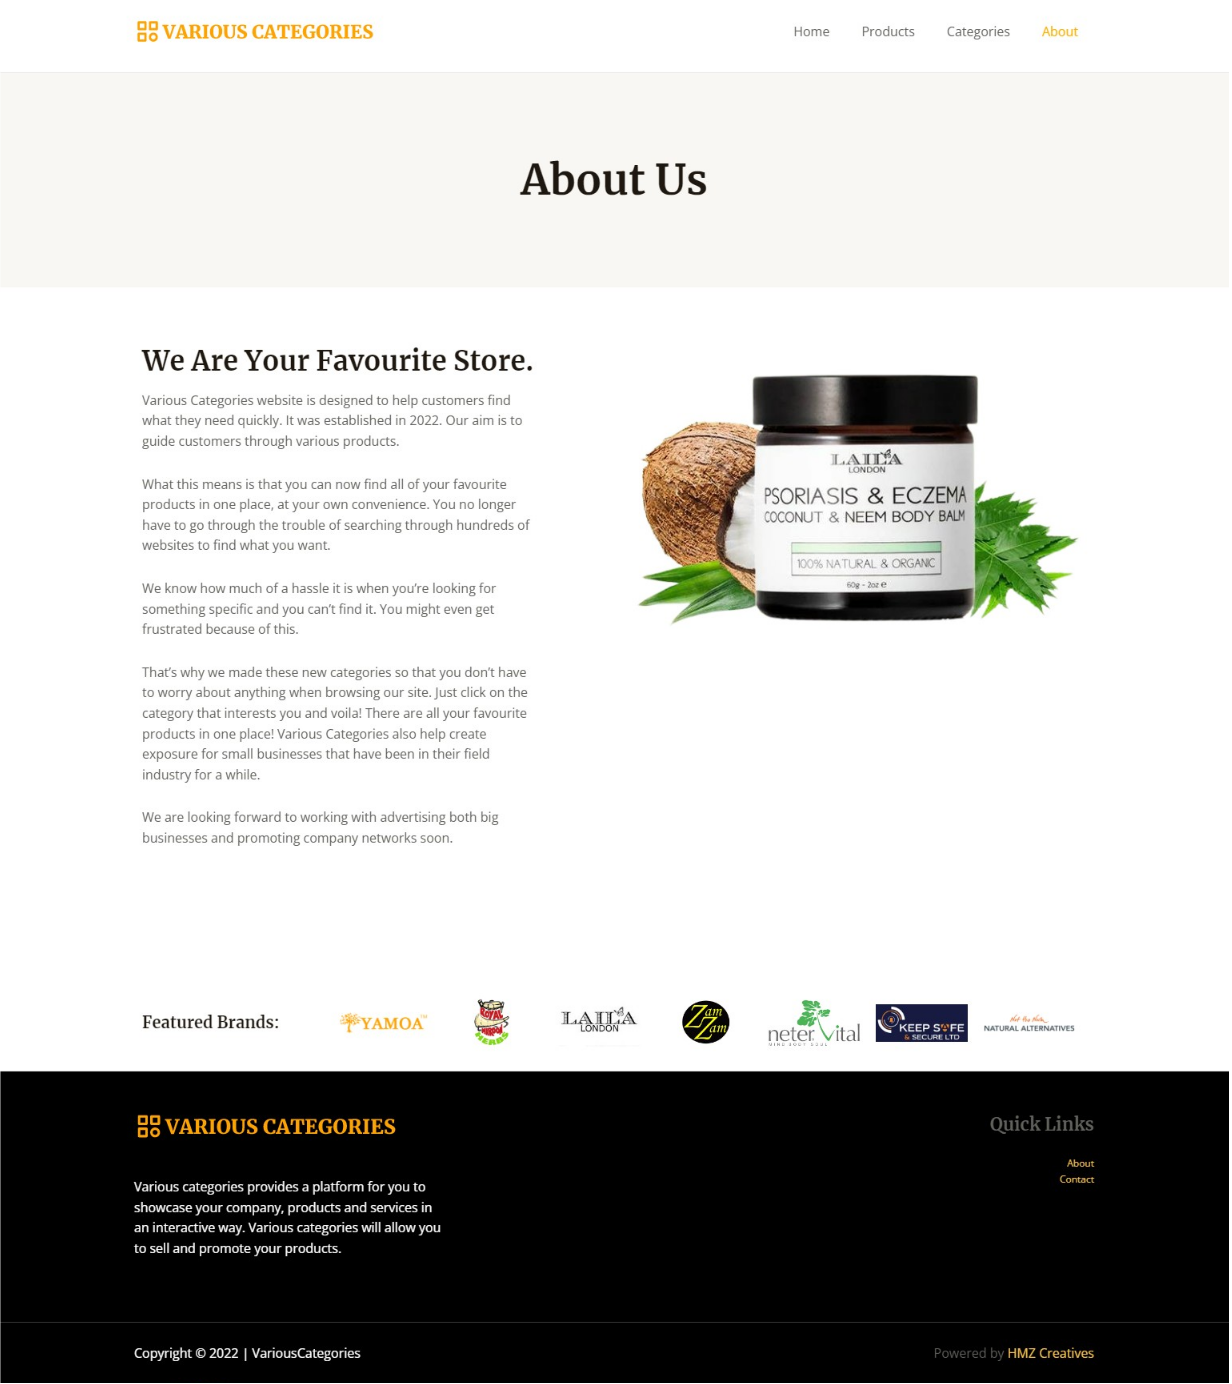 VARIOUS CATEGORIES
Home Products Categories About
About Us
We Are Your Favourite Store.
Various Categories website is designed to help customers find
what they need quickly. It was established in 2022. Our aim is to
guide customers through various products.
What this means is that you can now find all of your favourite
products in one place, at your own convenience. You no longer
have to go through the trouble of searching through hundreds of
websites to find what you want.
We know how much of a hassle it is when you’re looking for
something specific and you can’t find it. You might even get
frustrated because of this.
That’s why we made these new categories so that you don’t have
to worry about anything when browsing our site. Just click on the
category that interests you and voila! There are all your favourite
products in one place! Various Categories also help create
exposure for small businesses that have been in their field
industry for a while.
We are looking forward to working with advertising both big
businesses and promoting company networks soon.
LAILA
LONDON
PSORIASIS & ECZEMA
COCONUT & NEEM BODY BALM
100% NATURAL & ORGANIC
60g - 2oz e
Featured Brands:
YAMOA™
ROYAL
HERBS
LAILA
LONDON
Zam
Zam
neter vital
MIND BODY SOUL
KEEP SAFE
& SECURE LTD
NATURAL ALTERNATIVES
VARIOUS CATEGORIES
Various categories provides a platform for you to
showcase your company, products and services in
an interactive way. Various categories will allow you
to sell and promote your products.
Quick Links
About
Contact
Copyright © 2022 | VariousCategories
Powered by HMZ Creatives